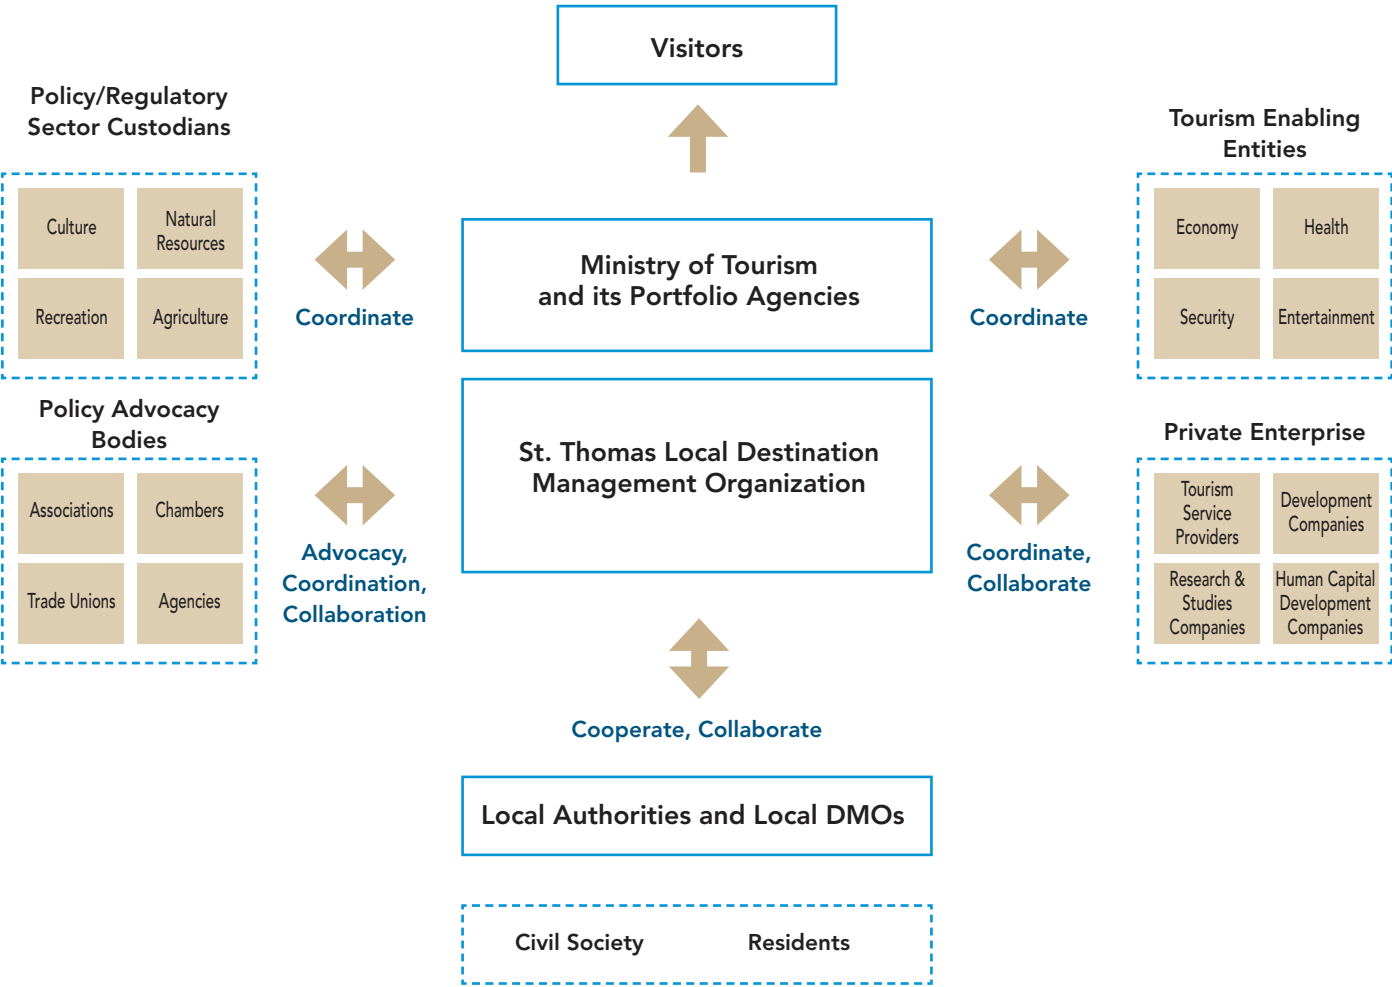 Visitors
Policy/Regulatory
Sector Custodians
Culture
Natural
Resources
Recreation
Agriculture
Coordinate
Ministry of Tourism
and its Portfolio Agencies
Coordinate
Tourism Enabling
Entities
Economy
Health
Security
Entertainment
Policy Advocacy
Bodies
Associations
Chambers
Trade Unions
Agencies
Advocacy,
Coordination,
Collaboration
St. Thomas Local Destination
Management Organization
Coordinate,
Collaborate
Private Enterprise
Tourism
Service
Providers
Development
Companies
Research &
Studies
Companies
Human Capital
Development
Companies
Cooperate, Collaborate
Local Authorities and Local DMOs
Civil Society
Residents